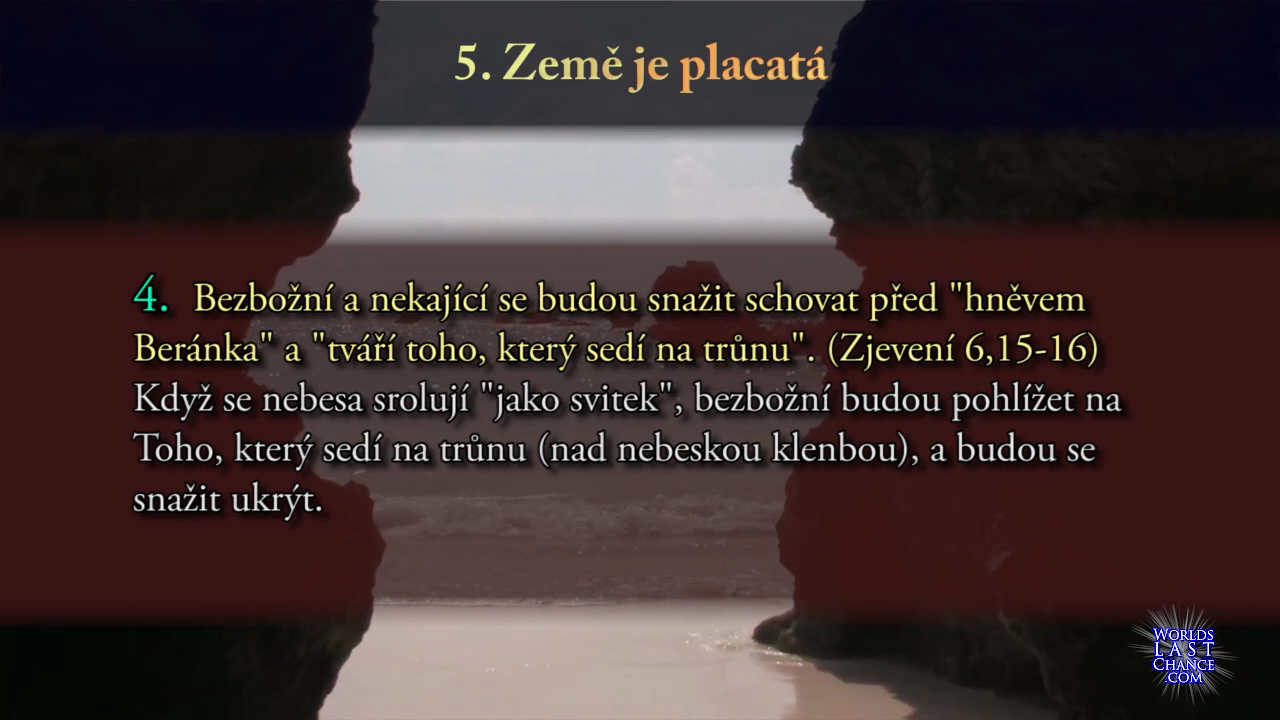 5. Země je placatá
4. Bezbožní a nekající se budou snažit schovat před "hněvem
Beránka" a "tváří toho, který sedí na trůnu". (Zjevení 6,15-16)
Když se nebesa srolují "jako svitek", bezbožní budou pohlížet na
Toho, který sedí na trůnu (nad nebeskou klenbou), a budou se
snažit ukrýt.
WORLDS
LAST
CHANCE
.COM